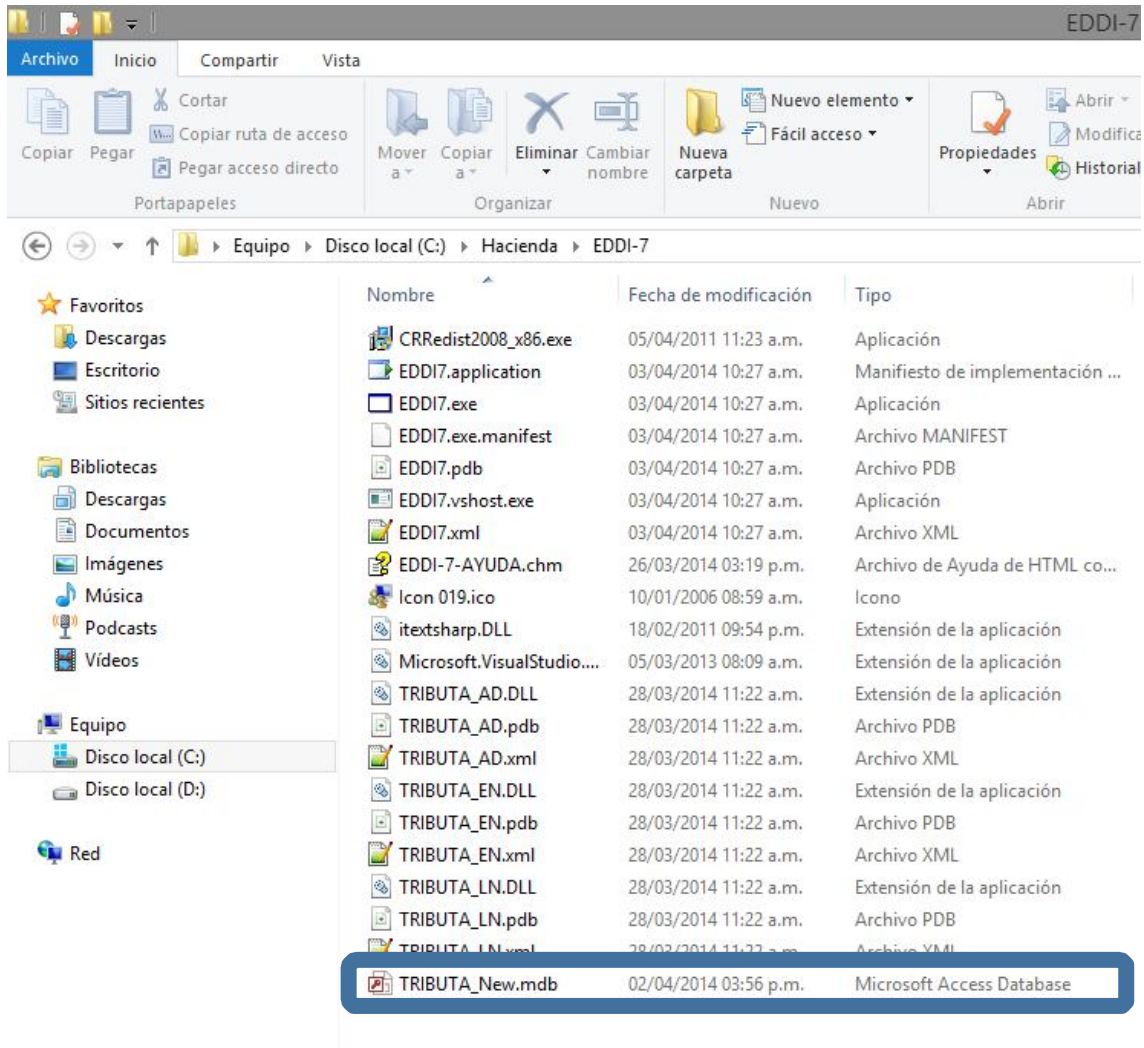 EDDI-7
Archivo Inicio Compartir Vista
Copiar
Pegar
Cortar
Copiar ruta de acceso
Pegar acceso directo
Portapapeles
Mover a
Copiar a
Eliminar
Cambiar nombre
Organizar
Nueva carpeta
Nuevo elemento
Fácil acceso
Nuevo
Propiedades
Abrir
Modifica
Historial
Abrir
Equipo Disco local (C:) Hacienda EDDI-7
Favoritos
Descargas
Escritorio
Sitios recientes
Bibliotecas
Descargas
Documentos
Imágenes
Música
Podcasts
Vídeos
Equipo
Disco local (C:)
Disco local (D:)
Red
Nombre Fecha de modificación Tipo
CRRedist2008_x86.exe 05/04/2011 11:23 a.m. Aplicación
EDDI7.application 03/04/2014 10:27 a.m. Manifiesto de implementación ...
EDDI7.exe 03/04/2014 10:27 a.m. Aplicación
EDDI7.exe.manifest 03/04/2014 10:27 a.m. Archivo MANIFEST
EDDI7.pdb 03/04/2014 10:27 a.m. Archivo PDB
EDDI7.vshost.exe 03/04/2014 10:27 a.m. Aplicación
EDDI7.xml 03/04/2014 10:27 a.m. Archivo XML
EDDI-7-AYUDA.chm 26/03/2014 03:19 p.m. Archivo de Ayuda de HTML co...
Icon 019.ico 10/01/2006 08:59 a.m. Icono
itextsharp.DLL 18/02/2011 09:54 p.m. Extensión de la aplicación
Microsoft.VisualStudio.... 05/03/2013 08:09 a.m. Extensión de la aplicación
TRIBUTA_AD.DLL 28/03/2014 11:22 a.m. Extensión de la aplicación
TRIBUTA_AD.pdb 28/03/2014 11:22 a.m. Archivo PDB
TRIBUTA_AD.xml 28/03/2014 11:22 a.m. Archivo XML
TRIBUTA_EN.DLL 28/03/2014 11:22 a.m. Extensión de la aplicación
TRIBUTA_EN.pdb 28/03/2014 11:22 a.m. Archivo PDB
TRIBUTA_EN.xml 28/03/2014 11:22 a.m. Archivo XML
TRIBUTA_LN.DLL 28/03/2014 11:22 a.m. Extensión de la aplicación
TRIBUTA_LN.pdb 28/03/2014 11:22 a.m. Archivo PDB
TRIBUTA_LN.xml 28/03/2014 11:22 a.m. Archivo XML
TRIBUTA_New.mdb 02/04/2014 03:56 p.m. Microsoft Access Database